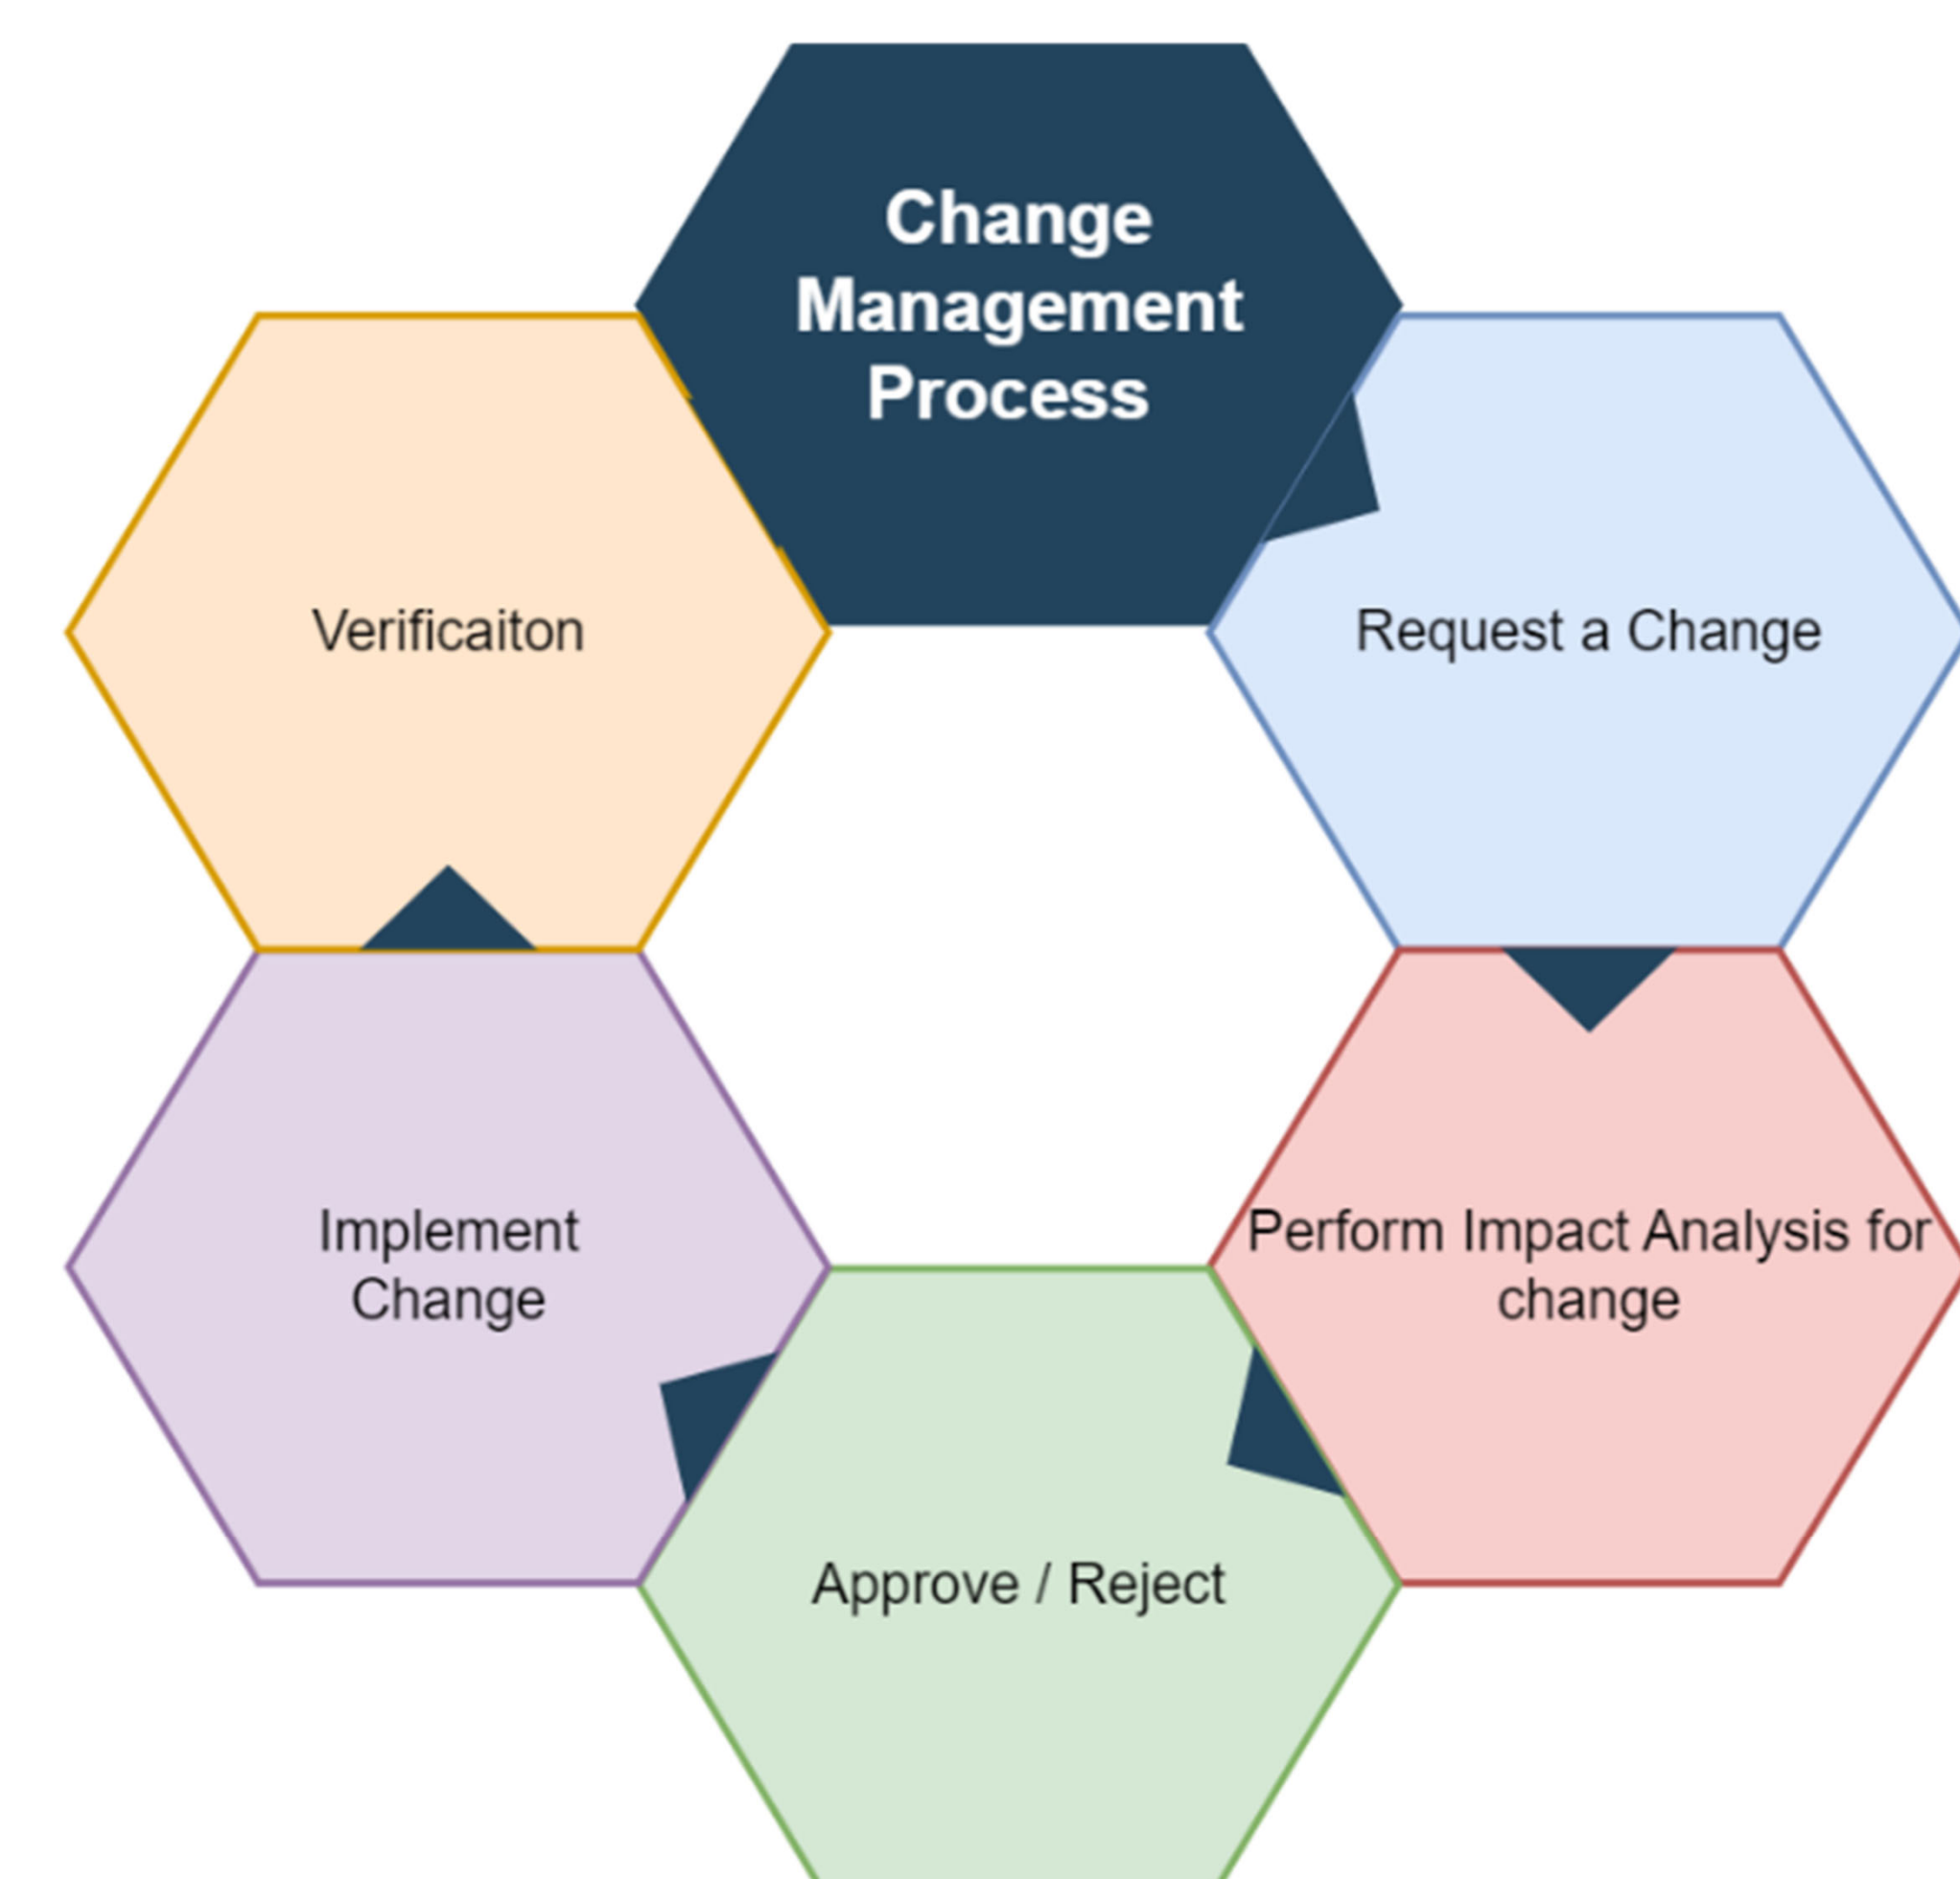 Change
Management
Process
Request a Change
Perform Impact Analysis for
change
Approve / Reject
Implement
Change
Verificaiton